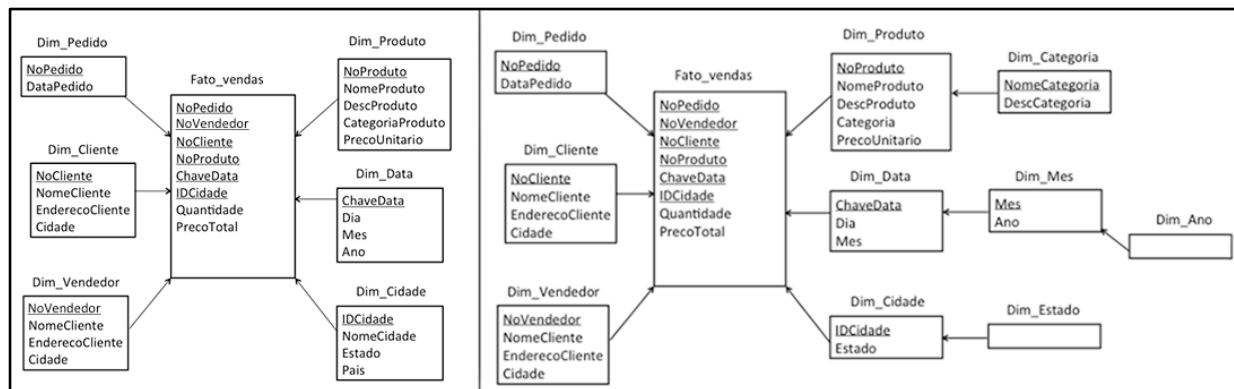 Dim_Pedido
NoPedido
DataPedido
Dim_Cliente
NoCliente
NomeCliente
EnderecoCliente
Cidade
Dim_Vendedor
NoVendedor
NomeCliente
EnderecoCliente
Cidade
Fato_vendas
NoPedido
NoVendedor
NoCliente
NoProduto
ChaveData
IDCidade
Quantidade
PrecoTotal
Dim_Produto
NoProduto
NomeProduto
DescProduto
CategoriaProduto
PrecoUnitario
Dim_Data
ChaveData
Dia
Mes
Ano
Dim_Cidade
IDCidade
NomeCidade
Estado
Pais
Dim_Pedido
NoPedido
DataPedido
Dim_Cliente
NoCliente
NomeCliente
EnderecoCliente
Cidade
Dim_Vendedor
NoVendedor
NomeCliente
EnderecoCliente
Cidade
Fato_vendas
NoPedido
NoVendedor
NoCliente
NoProduto
ChaveData
IDCidade
Quantidade
PrecoTotal
Dim_Produto
NoProduto
NomeProduto
DescProduto
Categoria
PrecoUnitario
Dim_Data
ChaveData
Dia
Mes
Dim_Cidade
IDCidade
Estado
Dim_Categoria
NomeCategoria
DescCategoria
Dim_Mes
Mes
Ano
Dim_Ano
Dim_Estado